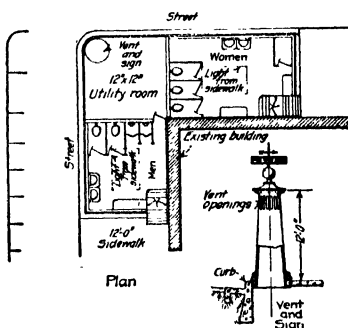 Street
Vent
and
sign
12'x 12'
Utility room
Women
Light
from
sidewalk
Existing building
Street
Light
from
sidewalk
Men
12'-0"
Sidewalk
Plan
Vent
openings
12'-0"
Curb
Vent
and
Sign